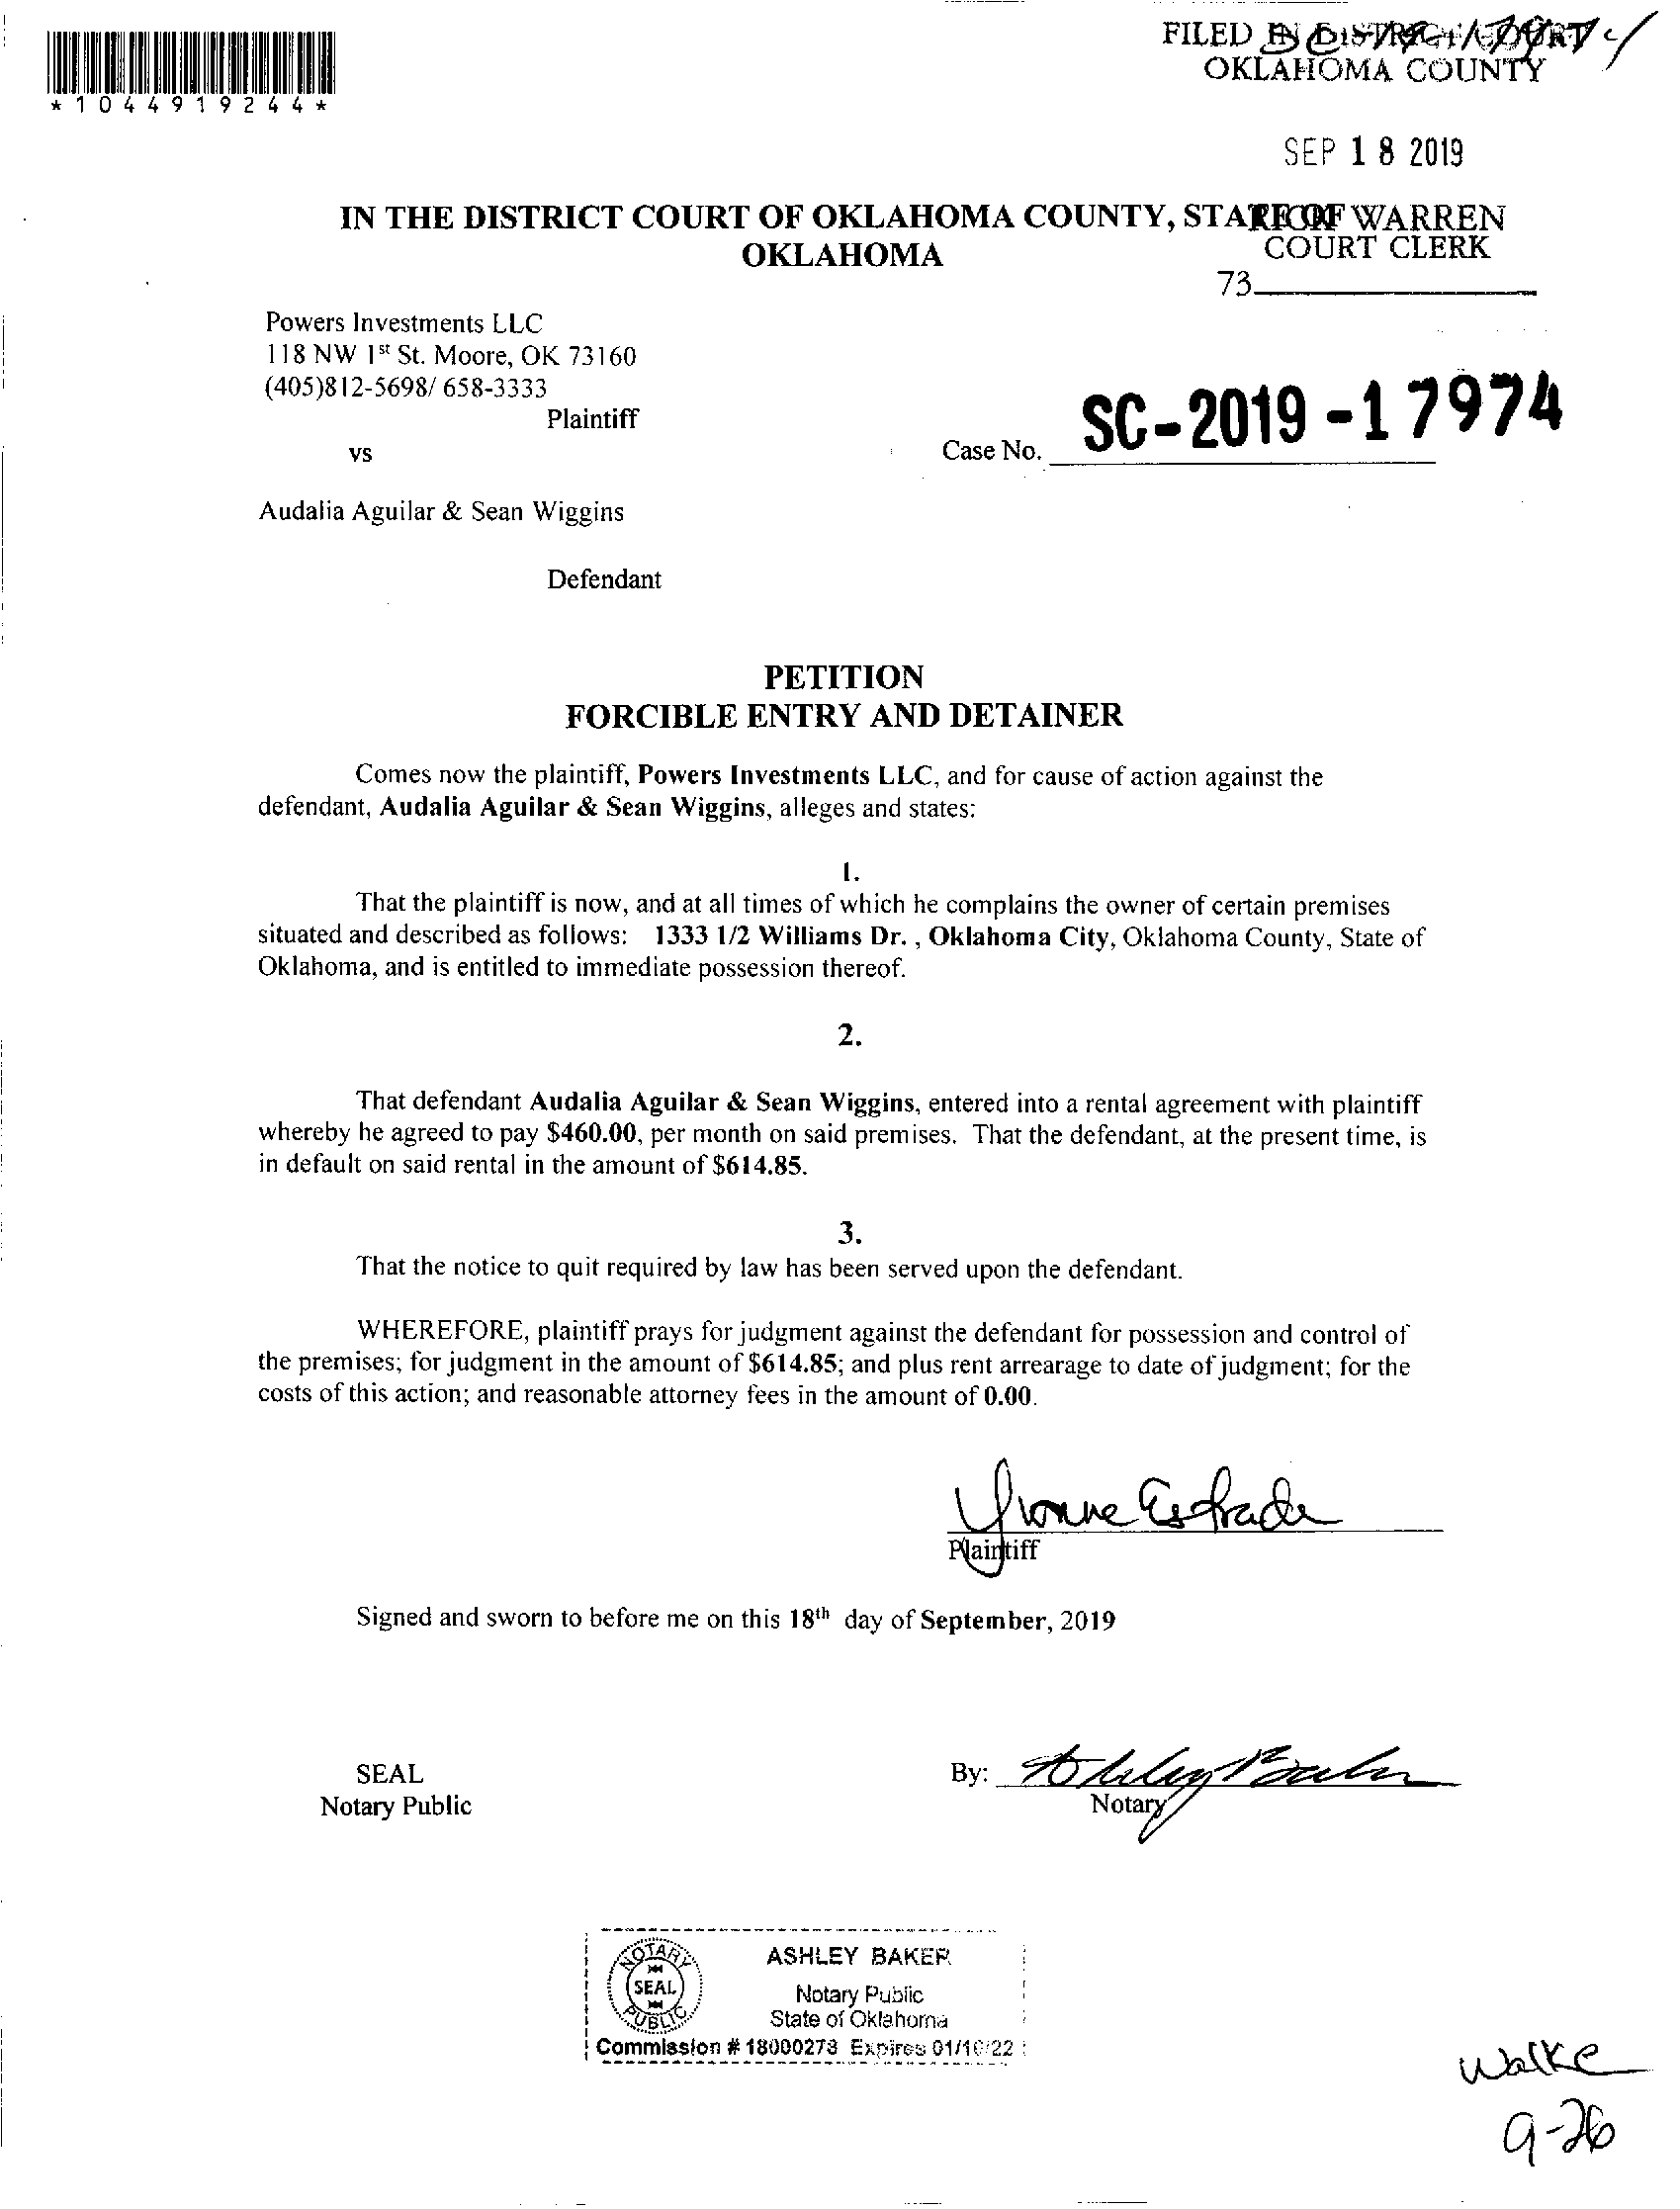 FILED IN DISTRICT COURT
OKLAHOMA COUNTY
*1044919244*
SEP 18 2019
IN THE DISTRICT COURT OF OKLAHOMA COUNTY, STATE OF
RICK WARREN
OKLAHOMA
COURT CLERK
73
Powers Investments LLC
118 NW 1st St. Moore, OK 73160
(405)812-5698/ 658-3333
Plaintiff
vs
Case No. SC-2019-17974
Audalia Aguilar & Sean Wiggins
Defendant
PETITION
FORCIBLE ENTRY AND DETAINER
Comes now the plaintiff, Powers Investments LLC, and for cause of action against the
defendant, Audalia Aguilar & Sean Wiggins, alleges and states:
1.
That the plaintiff is now, and at all times of which he complains the owner of certain premises
situated and described as follows: 1333 1/2 Williams Dr. , Oklahoma City, Oklahoma County, State of
Oklahoma, and is entitled to immediate possession thereof.
2.
That defendant Audalia Aguilar & Sean Wiggins, entered into a rental agreement with plaintiff
whereby he agreed to pay $460.00, per month on said premises. That the defendant, at the present time, is
in default on said rental in the amount of $614.85.
3.
That the notice to quit required by law has been served upon the defendant.
WHEREFORE, plaintiff prays for judgment against the defendant for possession and control of
the premises; for judgment in the amount of $614.85; and plus rent arrearage to date of judgment; for the
costs of this action; and reasonable attorney fees in the amount of 0.00.
Yvonne Estrada
Plaintiff
Signed and sworn to before me on this 18th day of September, 2019
SEAL
Notary Public
By: Ashley Baker
Notary
NOTARY
SEAL
PUBLIC
ASHLEY BAKER
Notary Public
State of Oklahoma
Commission # 18000273 Expires 01/10/22
Walke
9-26